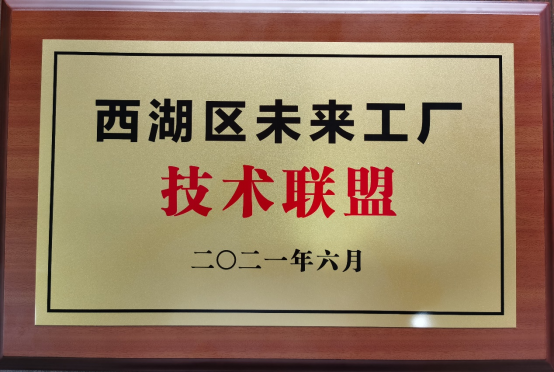 西湖区未来工厂
技术联盟
二〇二一年六月